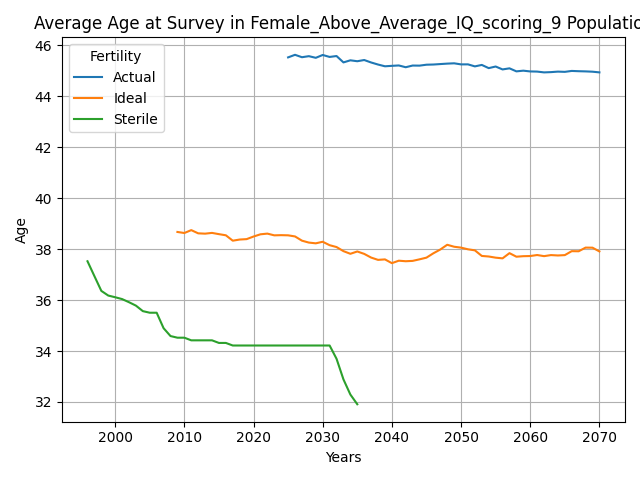 Average Age at Survey in Female_Above_Average_IQ_scoring_9 Populatio
Fertility
Actual
Ideal
Sterile
Age
46
44
42
40
38
36
34
32
2000 2010 2020 2030 2040 2050 2060 2070
Years